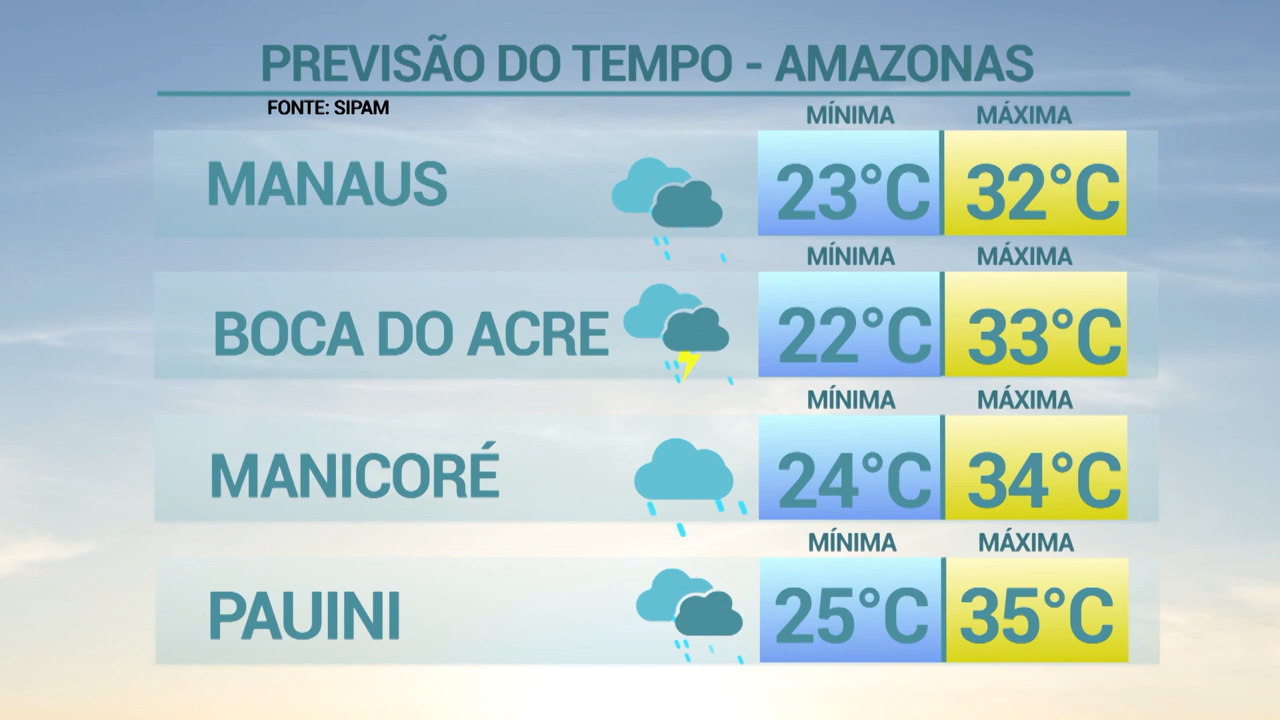 PREVISÃO DO TEMPO - AMAZONAS
FONTE: SIPAM
MÍNIMA MÁXIMA
MANAUS 23°C 32°C
MÍNIMA MÁXIMA
BOCA DO ACRE 22°C 33°C
MÍNIMA MÁXIMA
MANICORÉ 24°C 34°C
MÍNIMA MÁXIMA
PAUINI 25°C 35°C